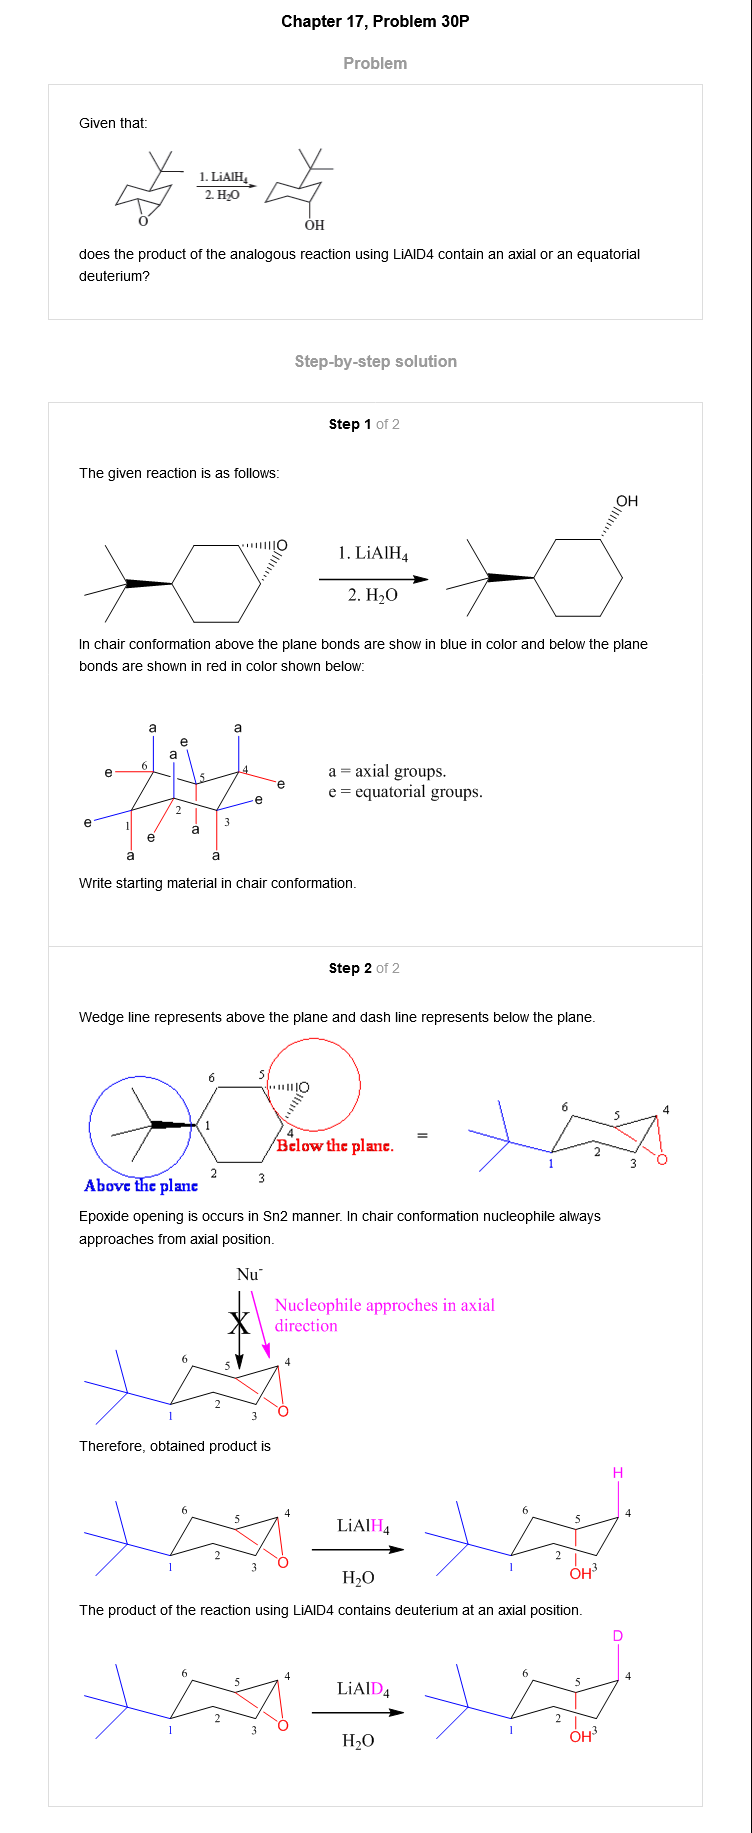 Chapter 17, Problem 30P
Problem
Given that:
1. LiAlH4
2. H2O
O
OH
does the product of the analogous reaction using LiAlD4 contain an axial or an equatorial
deuterium?
Step-by-step solution
Step 1 of 2
The given reaction is as follows:
OH
O
1. LiAlH4
2. H2O
In chair conformation above the plane bonds are show in blue in color and below the plane
bonds are shown in red in color shown below:
a a
e
a
6 4
e 5 e
e
2
e 1 3
e a
a a
a = axial groups.
e = equatorial groups.
Write starting material in chair conformation.
Step 2 of 2
Wedge line represents above the plane and dash line represents below the plane.
6 5
O
1
4
Below the plane.
2 3
Above the plane
=
6 5 4
2
1 3 O
Epoxide opening is occurs in Sn2 manner. In chair conformation nucleophile always
approaches from axial position.
Nu-
Nucleophile approches in axial
direction
X
6 5 4
2
1 3 O
Therefore, obtained product is
H
6 5 4
2
1 3 O
LiAlH4
H2O
6 5 4
2
1 OH 3
The product of the reaction using LiAlD4 contains deuterium at an axial position.
D
6 5 4
2
1 3 O
LiAlD4
H2O
6 5 4
2
1 OH 3